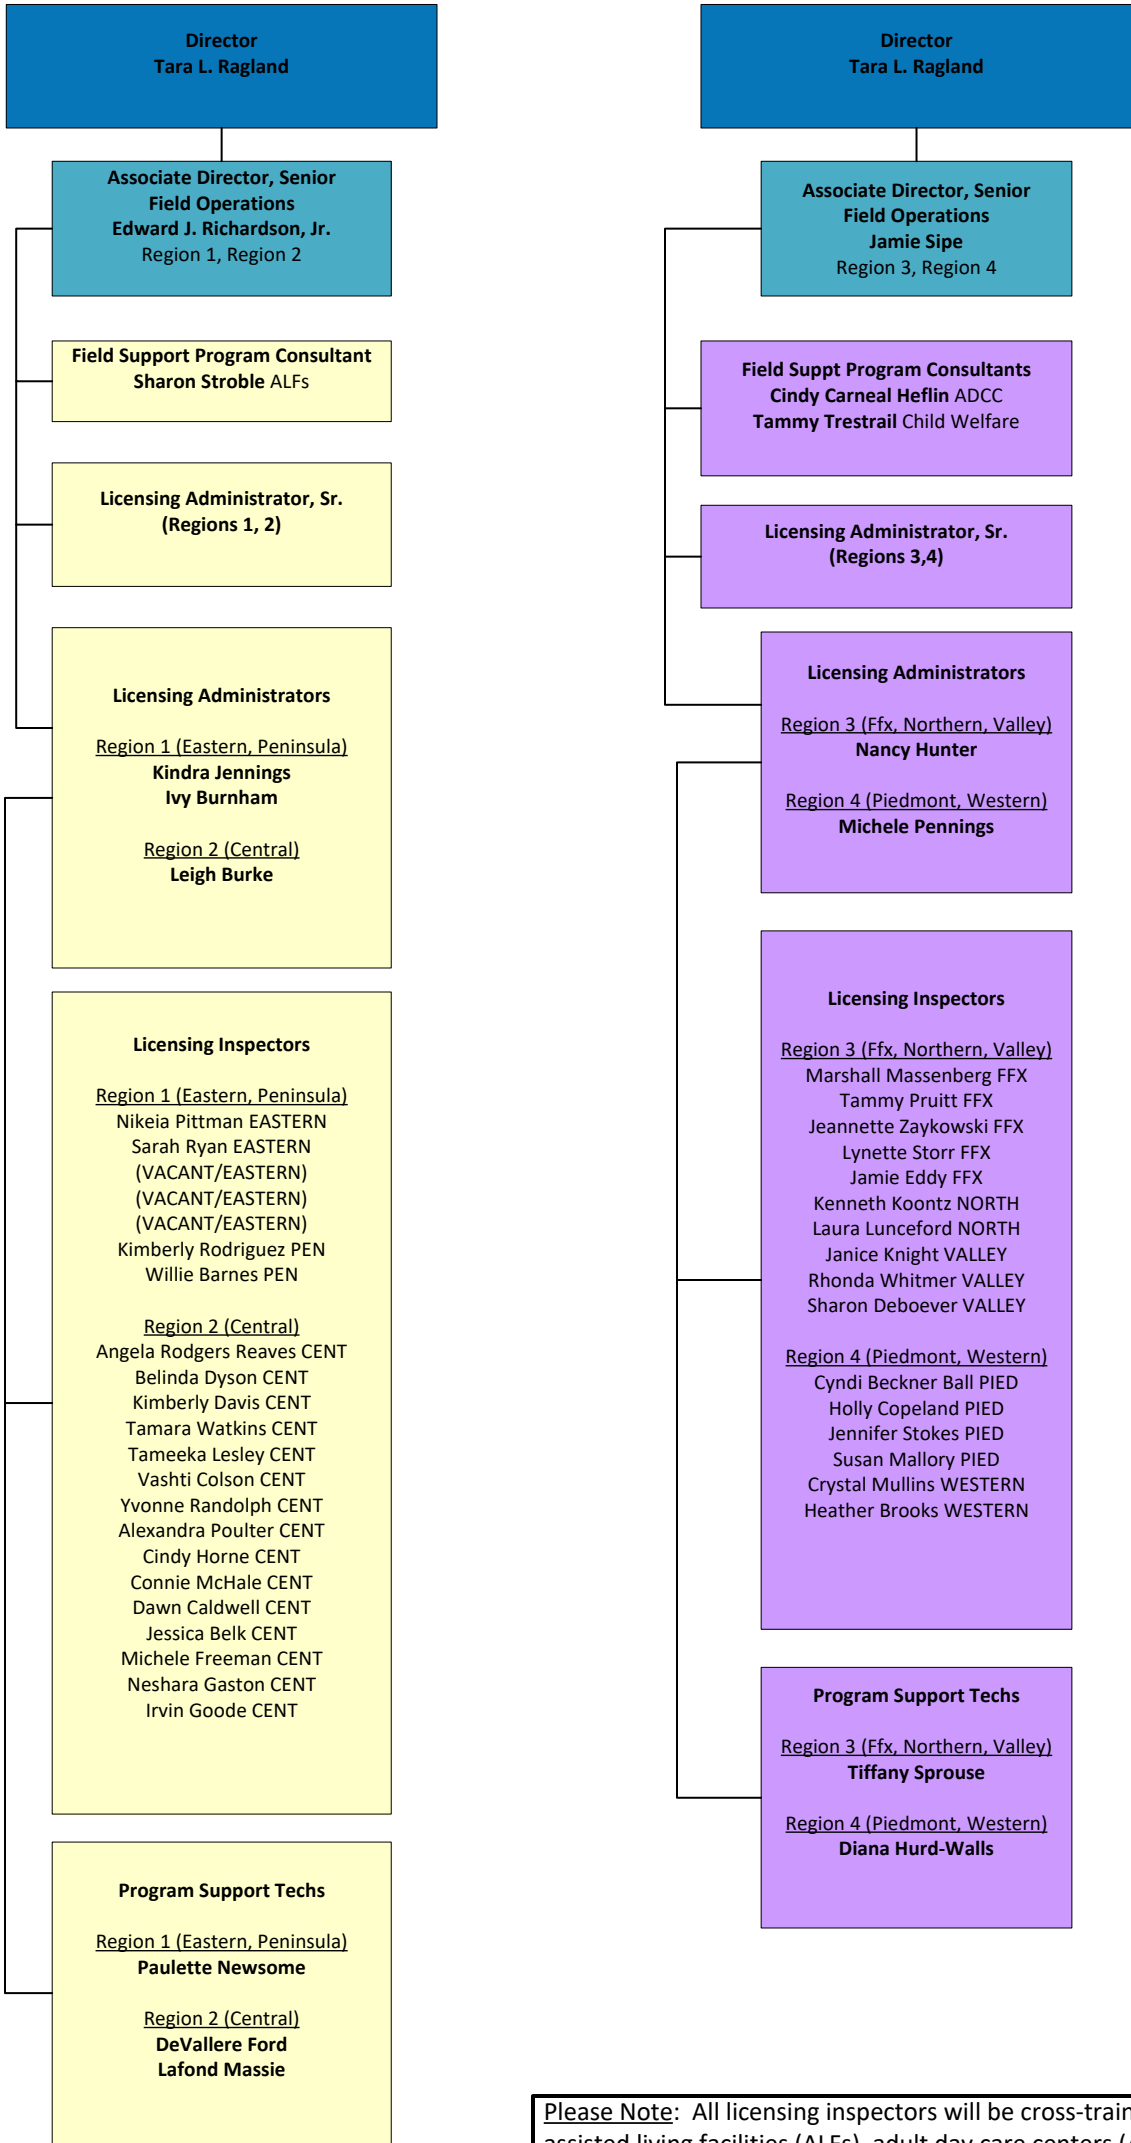 Director
Tara L. Ragland
Associate Director, Senior
Field Operations
Edward J. Richardson, Jr.
Region 1, Region 2
Field Support Program Consultant
Sharon Stroble ALFs
Licensing Administrator, Sr.
(Regions 1, 2)
Licensing Administrators
Region 1 (Eastern, Peninsula)
Kindra Jennings
Ivy Burnham
Region 2 (Central)
Leigh Burke
Licensing Inspectors
Region 1 (Eastern, Peninsula)
Nikeia Pittman EASTERN
Sarah Ryan EASTERN
(VACANT/EASTERN)
(VACANT/EASTERN)
(VACANT/EASTERN)
Kimberly Rodriguez PEN
Willie Barnes PEN
Region 2 (Central)
Angela Rodgers Reaves CENT
Belinda Dyson CENT
Kimberly Davis CENT
Tamara Watkins CENT
Tameeka Lesley CENT
Vashti Colson CENT
Yvonne Randolph CENT
Alexandra Poulter CENT
Cindy Horne CENT
Connie McHale CENT
Dawn Caldwell CENT
Jessica Belk CENT
Michele Freeman CENT
Neshara Gaston CENT
Irvin Goode CENT
Program Support Techs
Region 1 (Eastern, Peninsula)
Paulette Newsome
Region 2 (Central)
DeVallere Ford
Lafond Massie
Director
Tara L. Ragland
Associate Director, Senior
Field Operations
Jamie Sipe
Region 3, Region 4
Field Suppt Program Consultants
Cindy Carneal Heflin ADCC
Tammy Trestrail Child Welfare
Licensing Administrator, Sr.
(Regions 3,4)
Licensing Administrators
Region 3 (Ffx, Northern, Valley)
Nancy Hunter
Region 4 (Piedmont, Western)
Michele Pennings
Licensing Inspectors
Region 3 (Ffx, Northern, Valley)
Marshall Massenberg FFX
Tammy Pruitt FFX
Jeannette Zaykowski FFX
Lynette Storr FFX
Jamie Eddy FFX
Kenneth Koontz NORTH
Laura Lunceford NORTH
Janice Knight VALLEY
Rhonda Whitmer VALLEY
Sharon Deboever VALLEY
Region 4 (Piedmont, Western)
Cyndi Beckner Ball PIED
Holly Copeland PIED
Jennifer Stokes PIED
Susan Mallory PIED
Crystal Mullins WESTERN
Heather Brooks WESTERN
Program Support Techs
Region 3 (Ffx, Northern, Valley)
Tiffany Sprouse
Region 4 (Piedmont, Western)
Diana Hurd-Walls
Please Note: All licensing inspectors will be cross-train
assisted living facilities (ALFs), adult day care centers